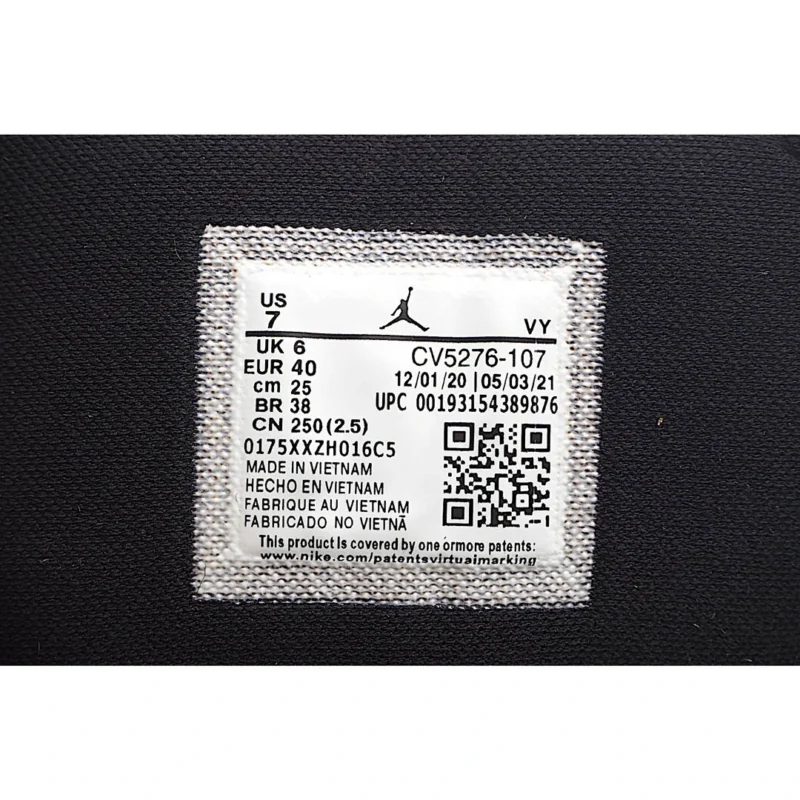 US
7
VY
UK 6
EUR 40
cm 25
BR 38
CN 250 (2.5)
CV5276-107
12/01/20 | 05/03/21
UPC 00193154389876
0175XXZH016C5
MADE IN VIETNAM
HECHO EN VIETNAM
FABRIQUE AU VIETNAM
FABRICADO NO VIETNÃ
This product is covered by one ormore patents:
www.nike.com/patentsvirtuaimarking